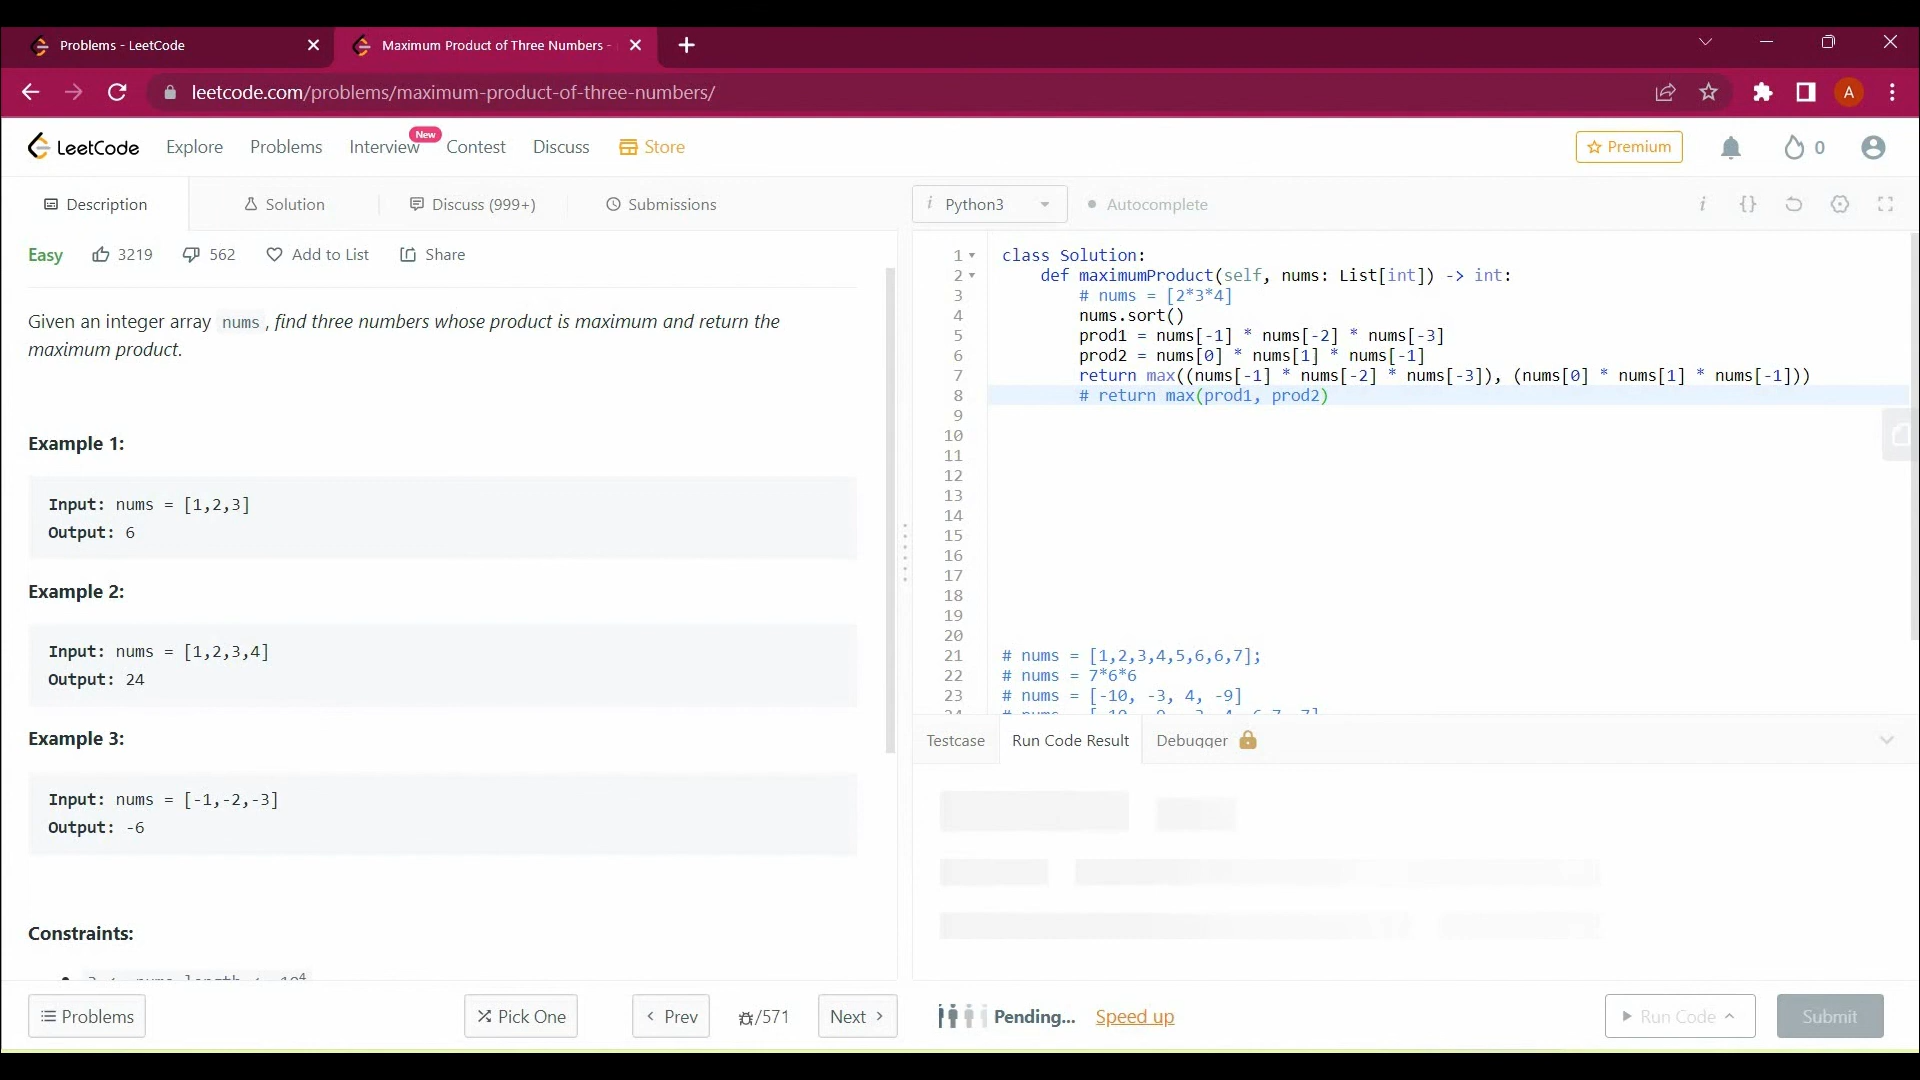 Problems - LeetCode
Maximum Product of Three Numbers -
leetcode.com/problems/maximum-product-of-three-numbers/
A
LeetCode
Explore
Problems
Interview
New
Contest
Discuss
Store
Premium
0
Description
Solution
Discuss (999+)
Submissions
i Python3
Autocomplete
i {}
Easy
3219
562
Add to List
Share
Given an integer array nums, find three numbers whose product is maximum and return the
maximum product.
Example 1:
Input: nums = [1,2,3]
Output: 6
Example 2:
Input: nums = [1,2,3,4]
Output: 24
Example 3:
Input: nums = [-1,-2,-3]
Output: -6
Constraints:
Problems
Pick One
Prev
/571
Next
1 class Solution:
2 def maximumProduct(self, nums: List[int]) -> int:
3 # nums = [2*3*4]
4 nums.sort()
5 prod1 = nums[-1] * nums[-2] * nums[-3]
6 prod2 = nums[0] * nums[1] * nums[-1]
7 return max((nums[-1] * nums[-2] * nums[-3]), (nums[0] * nums[1] * nums[-1]))
8 # return max(prod1, prod2)
9
10
11
12
13
14
15
16
17
18
19
20
21 # nums = [1,2,3,4,5,6,6,7];
22 # nums = 7*6*6
23 # nums = [-10, -3, 4, -9]
Testcase
Run Code Result
Debugger
Pending...
Speed up
Run Code
Submit